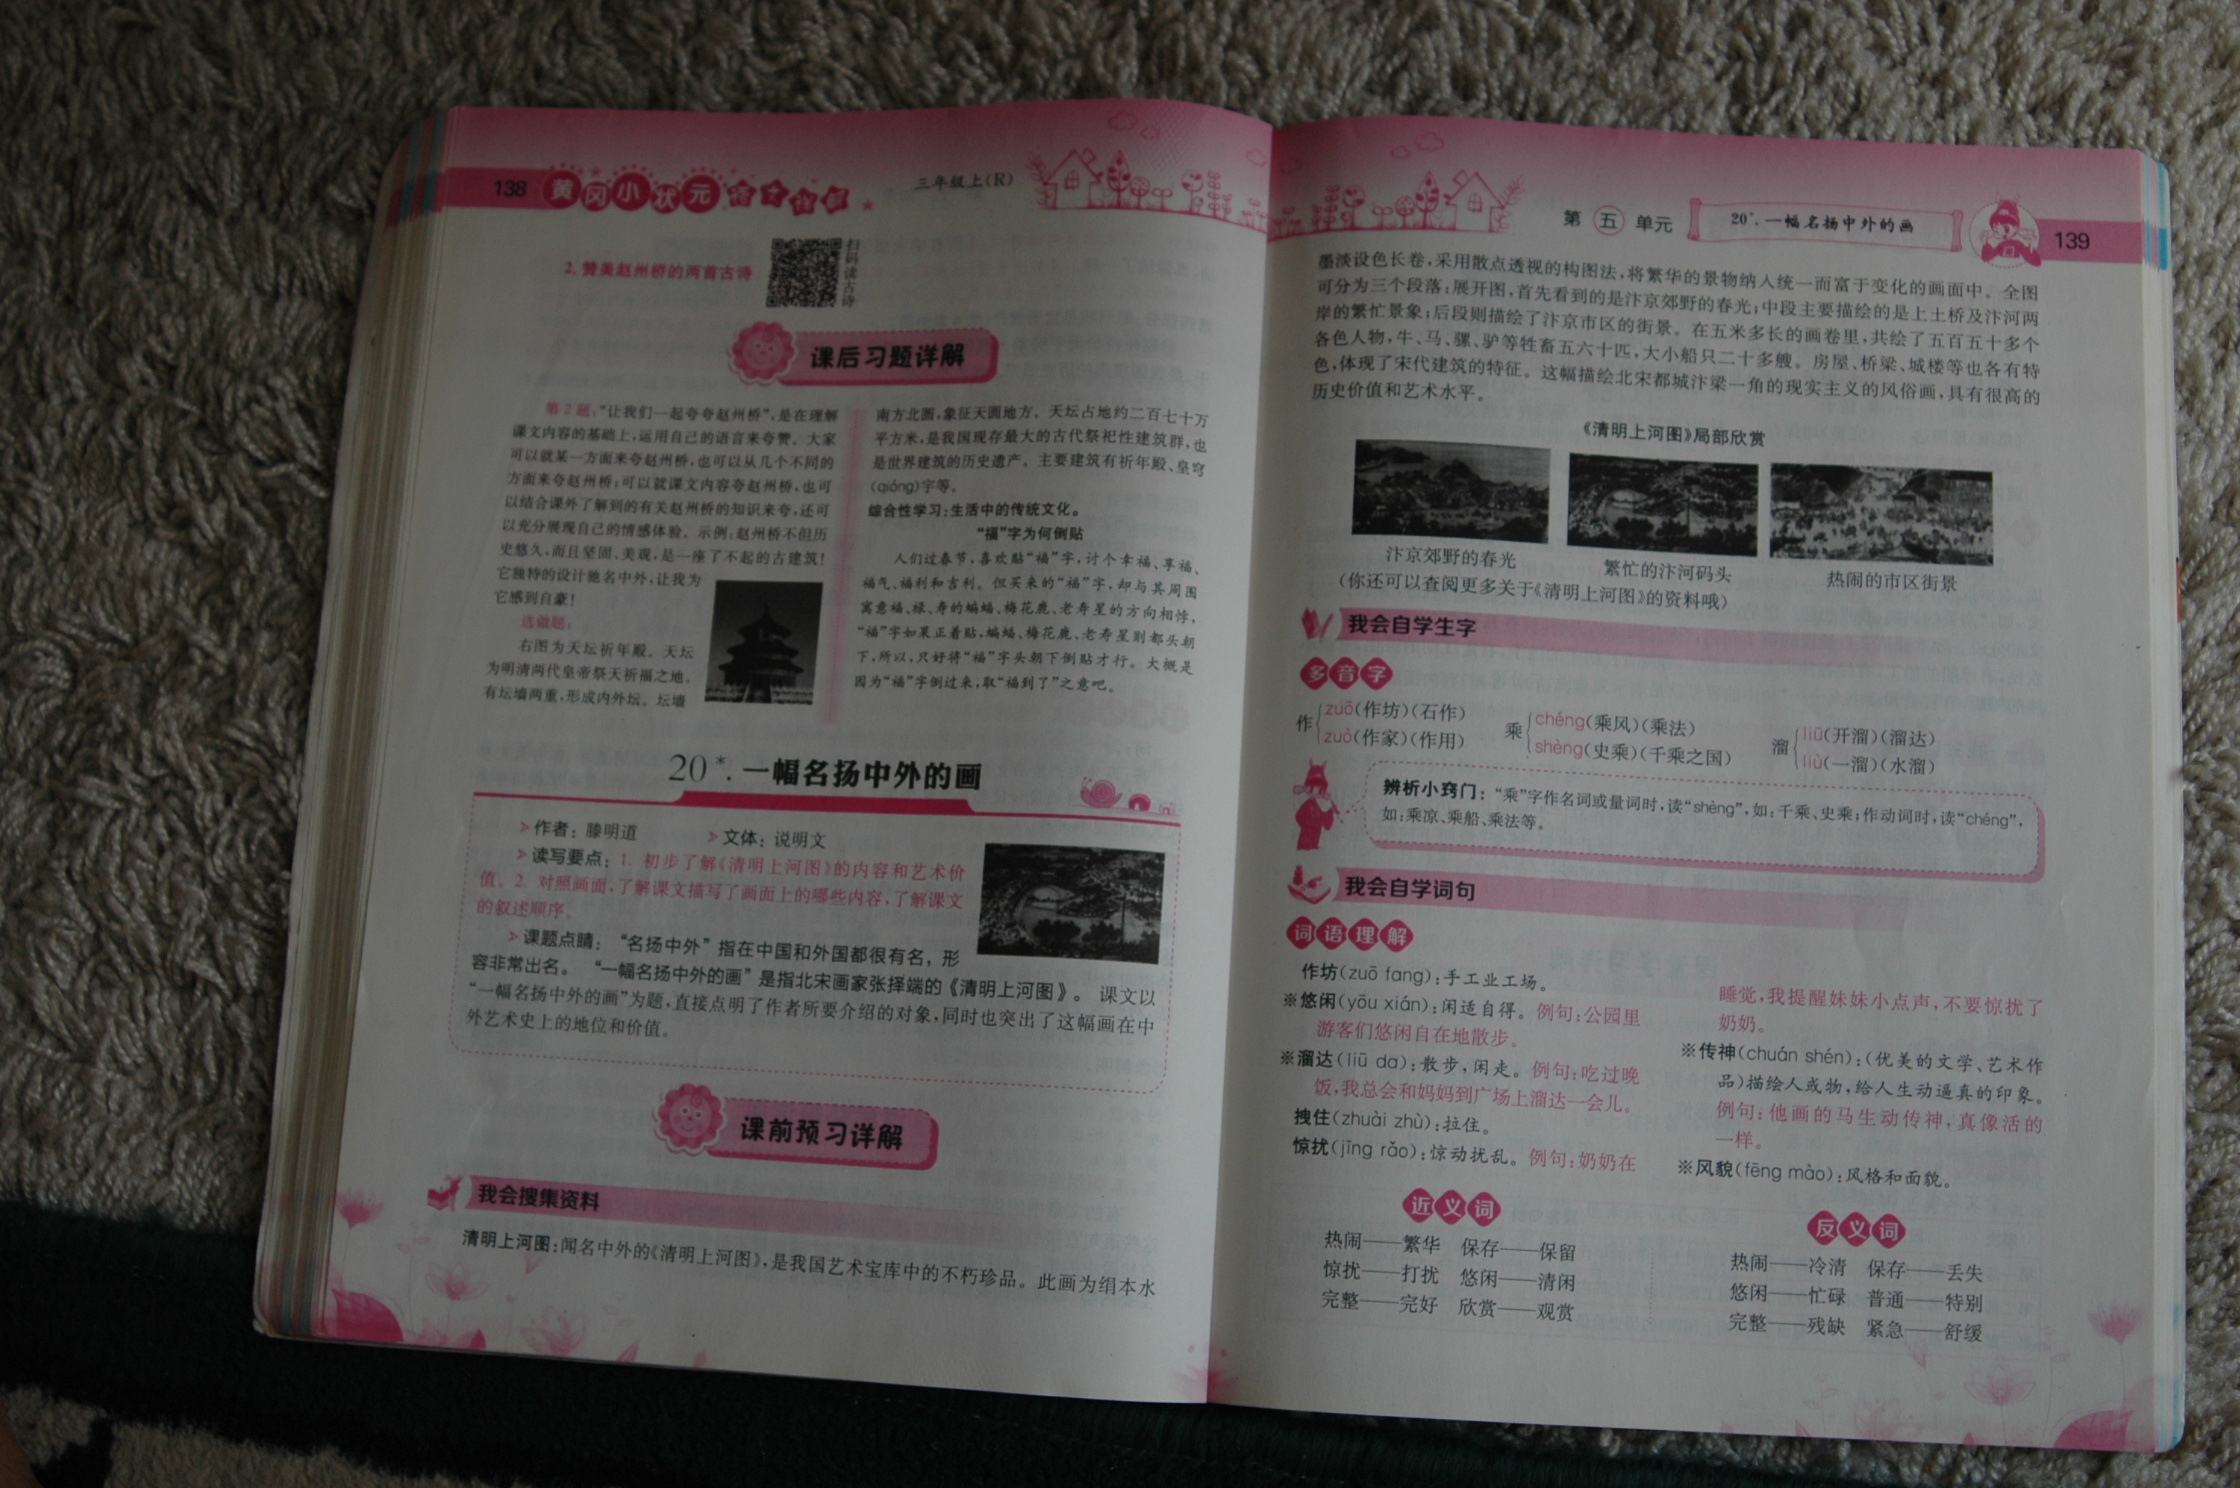 138 黄冈小状元 三年级上(R)
扫码读古诗
2. 赞美赵州桥的两首古诗
课后习题详解
第2题:“让我们一起夸夸赵州桥”,是在理解
课文内容的基础上,运用自己的语言来夸赞。大家
可以就某一方面来夸赵州桥,也可以从几个不同的
方面来夸赵州桥;可以就课文内容夸赵州桥,也可
以结合课外了解到的有关赵州桥的知识来夸,还可
以充分展现自己的情感体验。示例:赵州桥不但历
史悠久,而且坚固、美观,是一座了不起的古建筑!
它独特的设计驰名中外,让我为
它感到自豪!
选做题:
右图为天坛祈年殿。天坛
为明清两代皇帝祭天祈福之地。
有坛墙两重,形成内外坛。坛墙
南方北圆,象征天圆地方。天坛占地约二百七十万
平方米,是我国现存最大的古代祭祀性建筑群,也
是世界建筑的历史遗产。主要建筑有祈年殿、皇穹
(qióng)宇等。
综合性学习:生活中的传统文化。
“福”字为何倒贴
人们过春节,喜欢贴“福”字,讨个幸福、享福、
福气、福利和吉利。但买来的“福”字,却与其周围
寓意福、禄、寿的蝙蝠、梅花鹿、老寿星的方向相悖,
“福”字如果正着贴,蝙蝠、梅花鹿、老寿星则都头朝
下,所以,只好将“福”字头朝下倒贴才行。大概是
因为“福”字倒过来,取“福到了”之意吧。
20*. 一幅名扬中外的画
作者:滕明道 文体:说明文
读写要点:1. 初步了解《清明上河图》的内容和艺术价
值。2. 对照画面,了解课文描写了画面上的哪些内容,了解课文
的叙述顺序。
课题点睛:“名扬中外”指在中国和外国都很有名,形
容非常出名。“一幅名扬中外的画”是指北宋画家张择端的《清明上河图》。课文以
“一幅名扬中外的画”为题,直接点明了作者所要介绍的对象,同时也突出了这幅画在中
外艺术史上的地位和价值。
课前预习详解
我会搜集资料
清明上河图:闻名中外的《清明上河图》,是我国艺术宝库中的不朽珍品。此画为绢本水
第五单元 20*. 一幅名扬中外的画 139
墨淡设色长卷,采用散点透视的构图法,将繁华的景物纳入统一而富于变化的画面中。全图
可分为三个段落:展开图,首先看到的是汴京郊野的春光;中段主要描绘的是上土桥及汴河两
岸的繁忙景象;后段则描绘了汴京市区的街景。在五米多长的画卷里,共绘了五百五十多个
各色人物,牛、马、骡、驴等牲畜五六十匹,大小船只二十多艘。房屋、桥梁、城楼等也各有特
色,体现了宋代建筑的特征。这幅描绘北宋都城汴梁一角的现实主义的风俗画,具有很高的
历史价值和艺术水平。
《清明上河图》局部欣赏
汴京郊野的春光 繁忙的汴河码头 热闹的市区街景
(你还可以查阅更多关于《清明上河图》的资料哦)
我会自学生字
多音字
作{zuō(作坊)(石作) 乘{chéng(乘风)(乘法) 溜{liū(开溜)(溜达)
zuò(作家)(作用) shèng(史乘)(千乘之国) liù(一溜)(水溜)
辨析小窍门:“乘”字作名词或量词时,读“shèng”,如:千乘、史乘;作动词时,读“chéng”,
如:乘凉、乘船、乘法等。
我会自学词句
词语理解
作坊(zuō fang):手工业工场。
※悠闲(yōu xián):闲适自得。例句:公园里
游客们悠闲自在地散步。
※溜达(liū da):散步,闲走。例句:吃过晚
饭,我总会和妈妈到广场上溜达一会儿。
拽住(zhuài zhù):拉住。
惊扰(jīng rǎo):惊动扰乱。例句:奶奶在
睡觉,我提醒妹妹小点声,不要惊扰了
奶奶。
※传神(chuán shén):(优美的文学、艺术作
品)描绘人或物,给人生动逼真的印象。
例句:他画的马生动传神,真像活的
一样。
※风貌(fēng mào):风格和面貌。
近义词
热闹——繁华 保存——保留
惊扰——打扰 悠闲——清闲
完整——完好 欣赏——观赏
反义词
热闹——冷清 保存——丢失
悠闲——忙碌 普通——特别
完整——残缺 紧急——舒缓